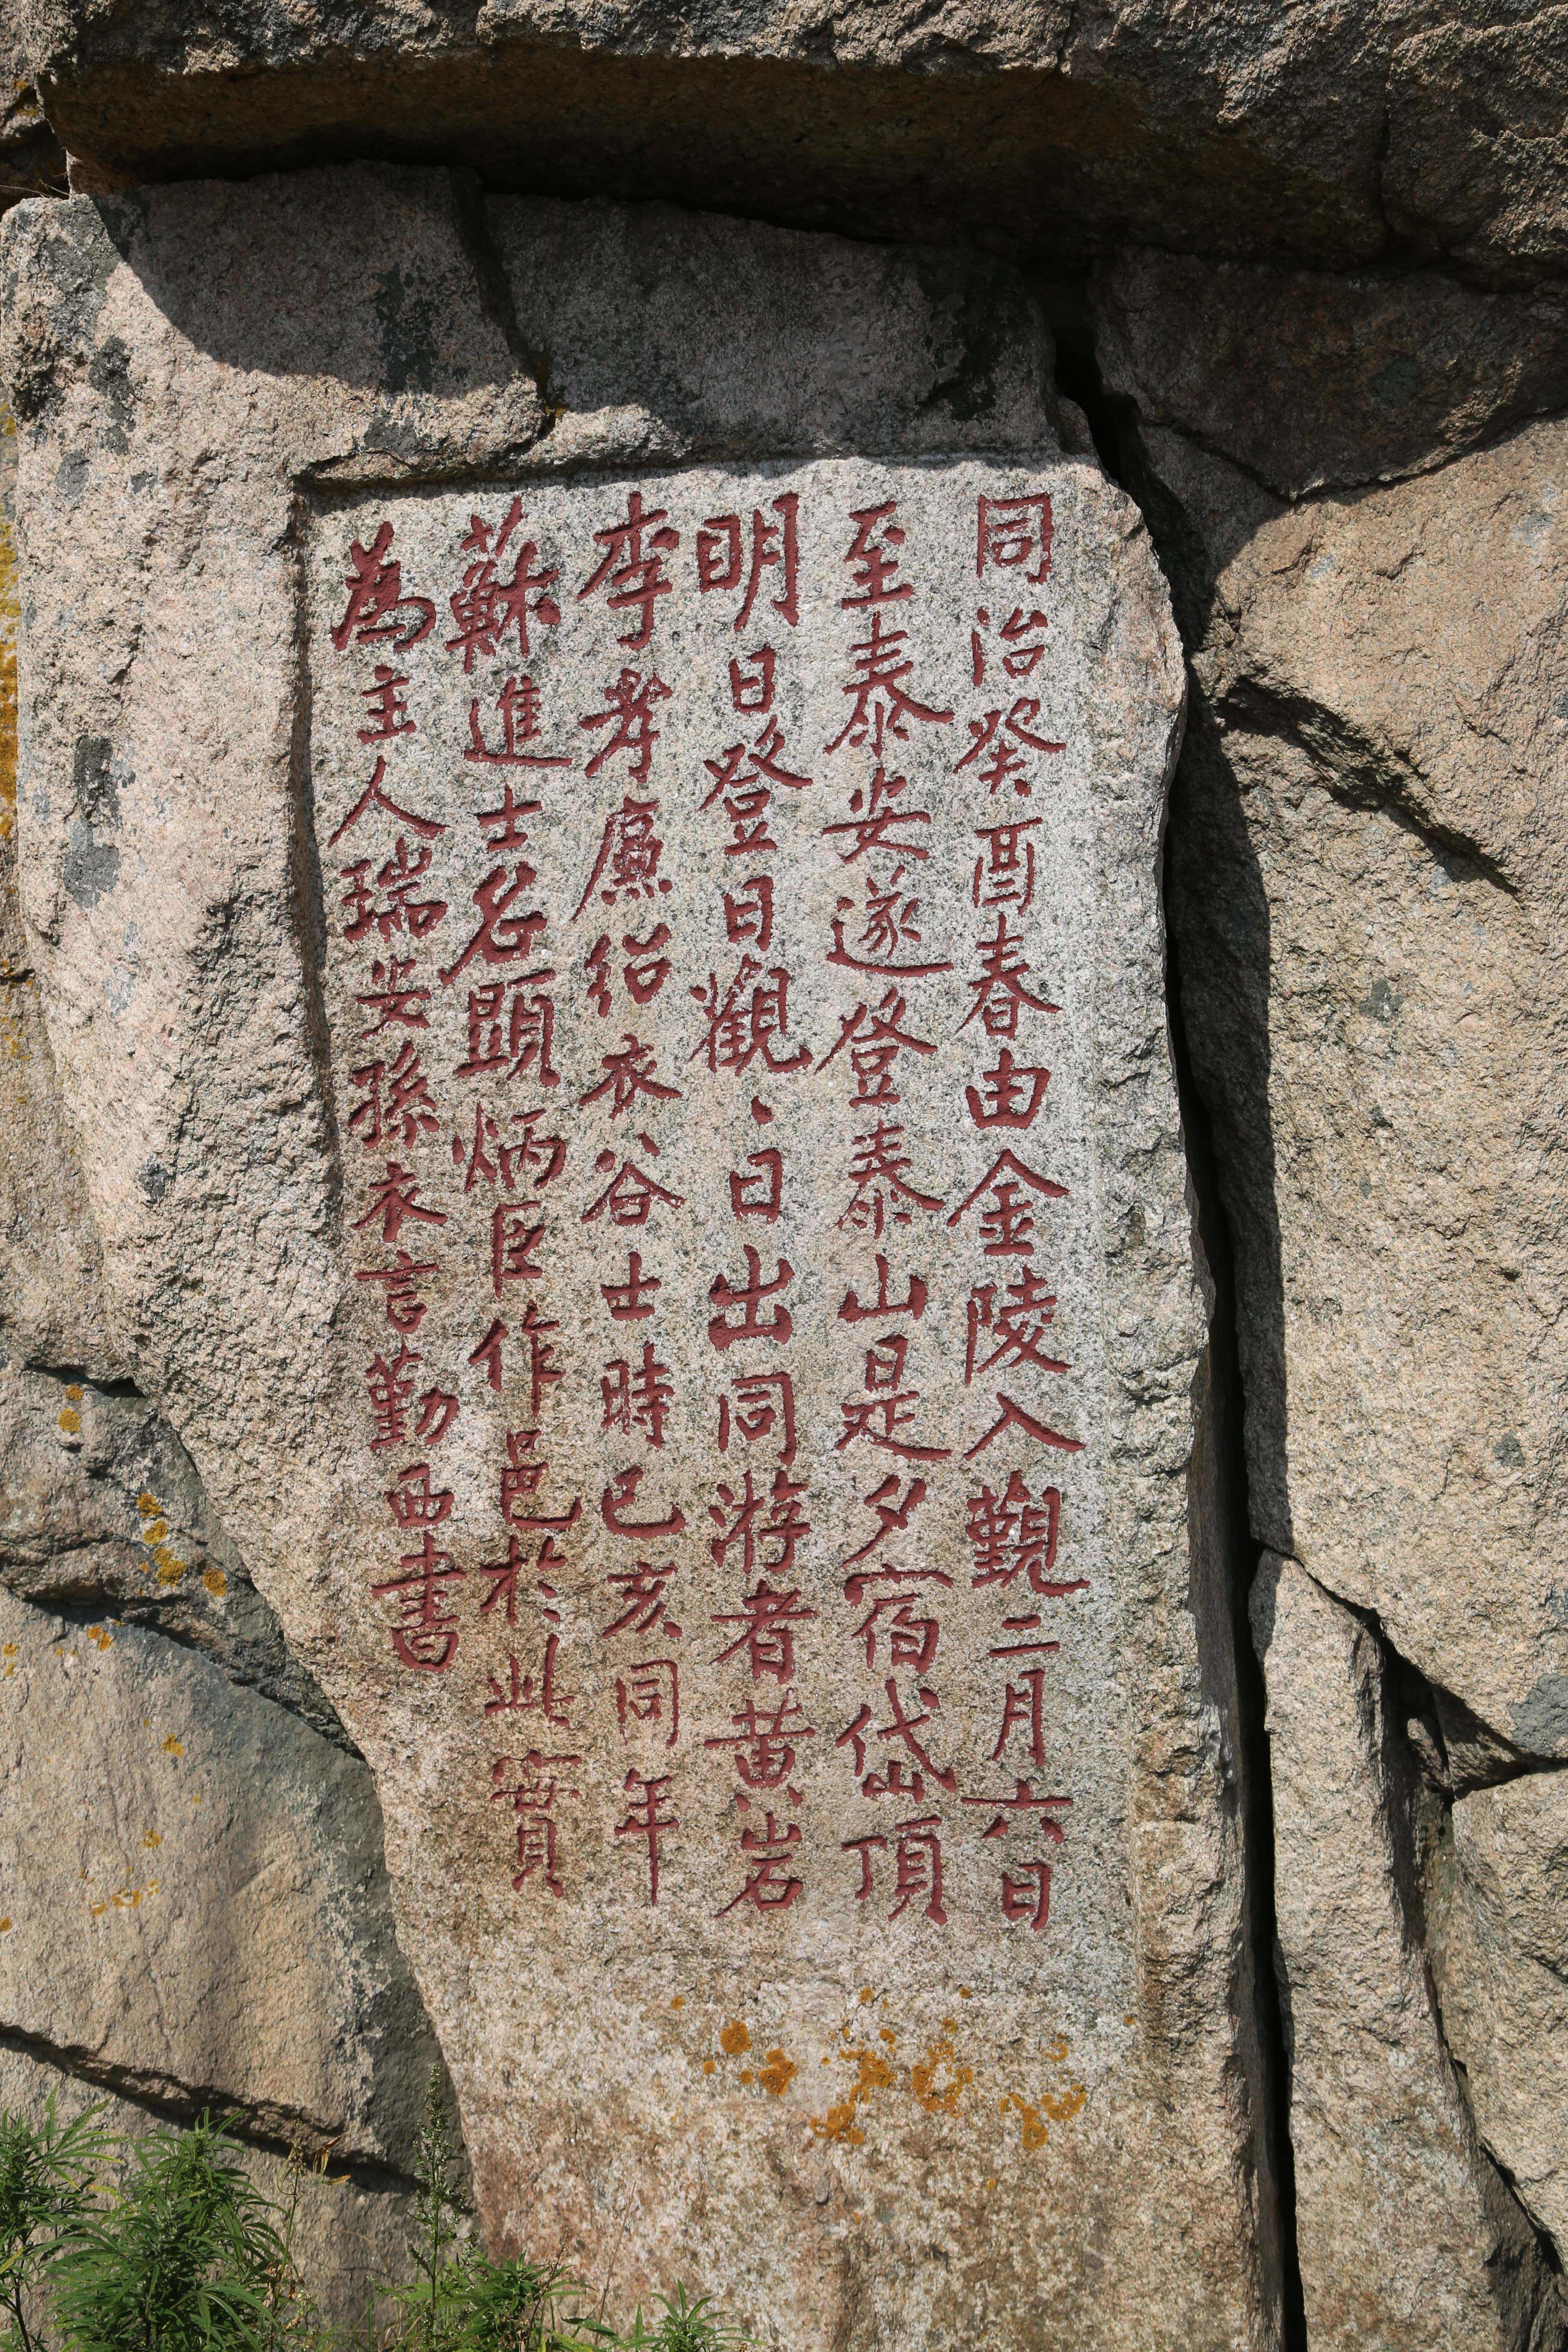 同治癸酉春由金陵入覲二月六日
至泰安遂登泰山是夕宿岱頂
明日登日觀、日出同游者黃岩
李孝廉紹衣谷士時己亥同年
蘇進士名顯炳臣作邑於此實
為主人瑞安孫衣言勤西書